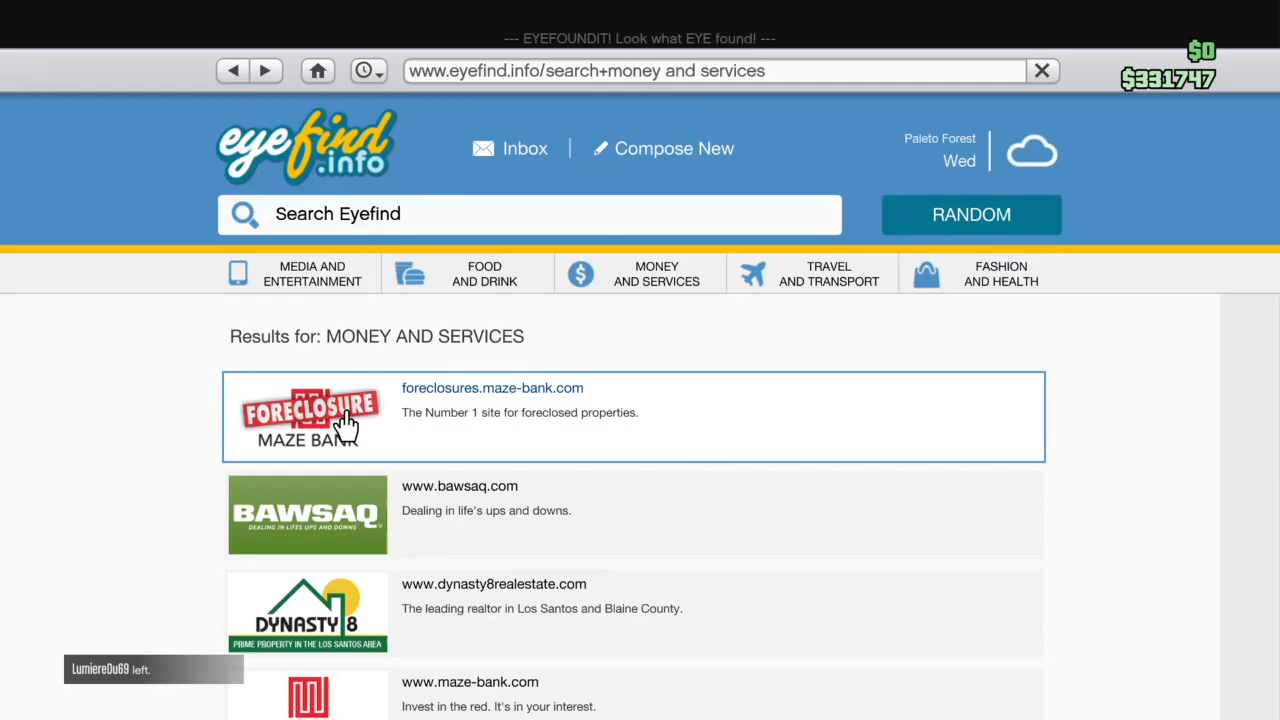 --- EYEFOUNDIT! Look what EYE found! ---
$0
www.eyefind.info/search+money and services
$331747
eyefind
.info
Inbox
Compose New
Paleto Forest
Wed
Search Eyefind
RANDOM
MEDIA AND
ENTERTAINMENT
FOOD
AND DRINK
MONEY
AND SERVICES
TRAVEL
AND TRANSPORT
FASHION
AND HEALTH
Results for: MONEY AND SERVICES
FORECLOSURE
MAZE BANK
foreclosures.maze-bank.com
The Number 1 site for foreclosed properties.
BAWSAQ
DEALING IN LIFES UPS AND DOWNS
www.bawsaq.com
Dealing in life's ups and downs.
DYNASTY 8
PRIME PROPERTY IN THE LOS SANTOS AREA
www.dynasty8realestate.com
The leading realtor in Los Santos and Blaine County.
LumiereDu69 left.
www.maze-bank.com
Invest in the red. It's in your interest.